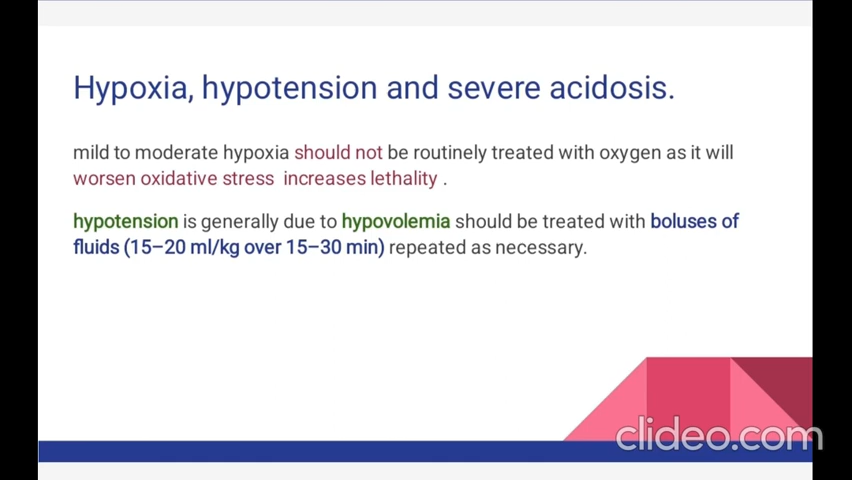 Hypoxia, hypotension and severe acidosis.
mild to moderate hypoxia should not be routinely treated with oxygen as it will
worsen oxidative stress increases lethality .
hypotension is generally due to hypovolemia should be treated with boluses of
fluids (15–20 ml/kg over 15–30 min) repeated as necessary.
clideo.com